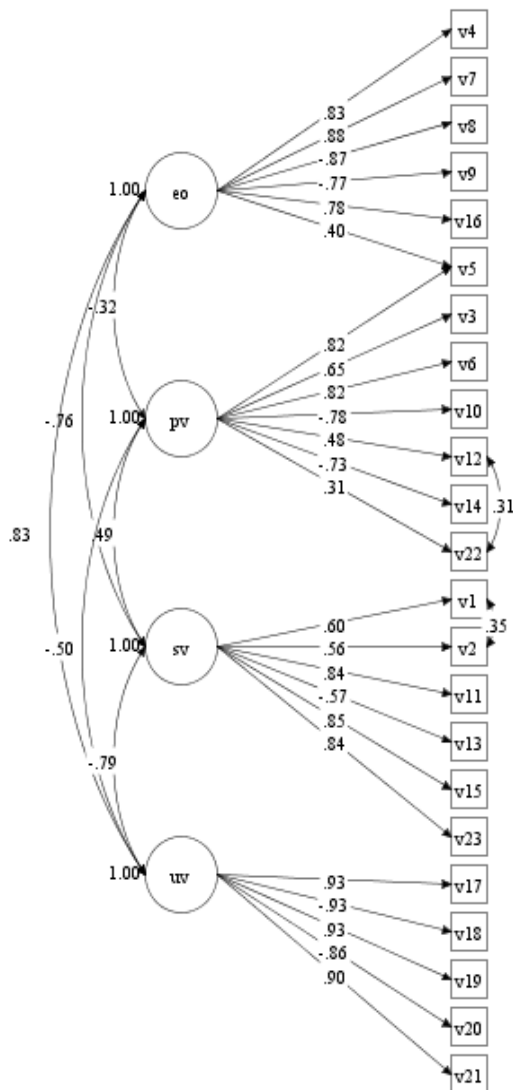 v4
v7
.83
v8
.88
-.87
v9
-.77
1.00
eo
.78
v16
.40
v5
-.32
v3
.82
.65
v6
.82
-.76
1.00
pv
-.78
v10
.48
v12
-.73
.31
v14
.31
.83
.49
v22
v1
.60
.35
-.50
1.00
sv
.56
v2
.84
v11
-.57
.85
v13
.84
-.79
v15
v23
1.00
uv
.93
v17
-.93
.93
v18
-.86
.90
v19
v20
v21